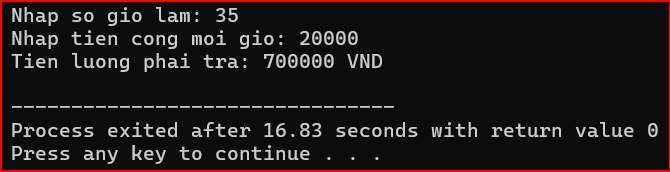 Nhap so gio lam: 35
Nhap tien cong moi gio: 20000
Tien luong phai tra: 700000 VND
--------------------------------
Process exited after 16.83 seconds with return value 0
Press any key to continue . . .